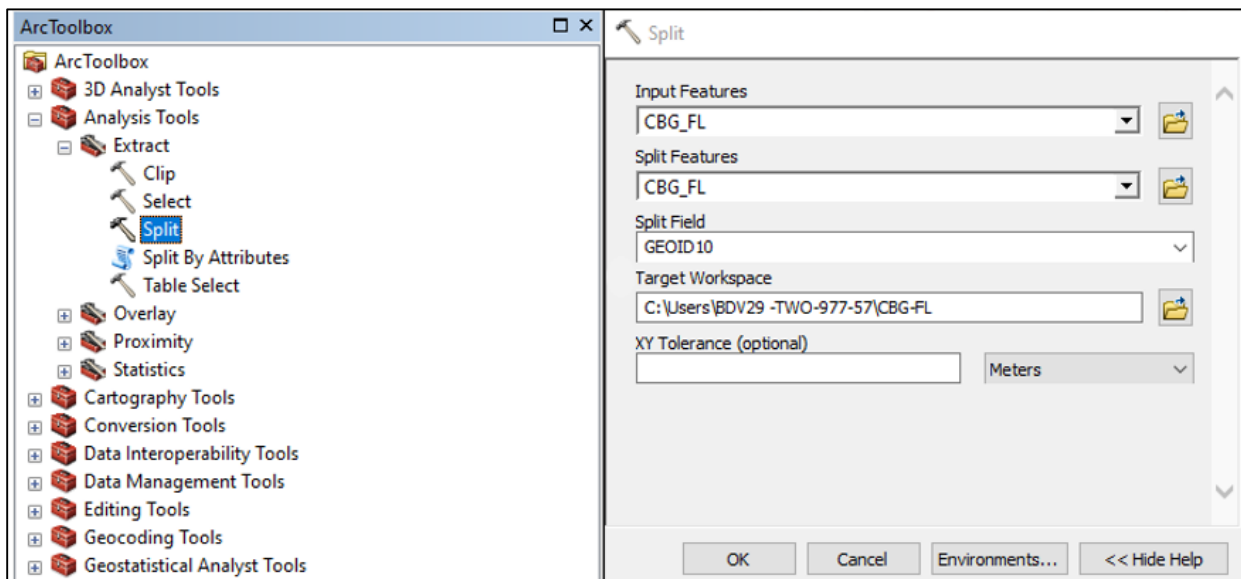 ArcToolbox
ArcToolbox
3D Analyst Tools
Analysis Tools
Extract
Clip
Select
Split
Split By Attributes
Table Select
Overlay
Proximity
Statistics
Cartography Tools
Conversion Tools
Data Interoperability Tools
Data Management Tools
Editing Tools
Geocoding Tools
Geostatistical Analyst Tools
Split
Input Features
CBG_FL
Split Features
CBG_FL
Split Field
GEOID10
Target Workspace
C:\Users\BDV29 -TWO-977-57\CBG-FL
XY Tolerance (optional)
Meters
OK Cancel Environments... << Hide Help